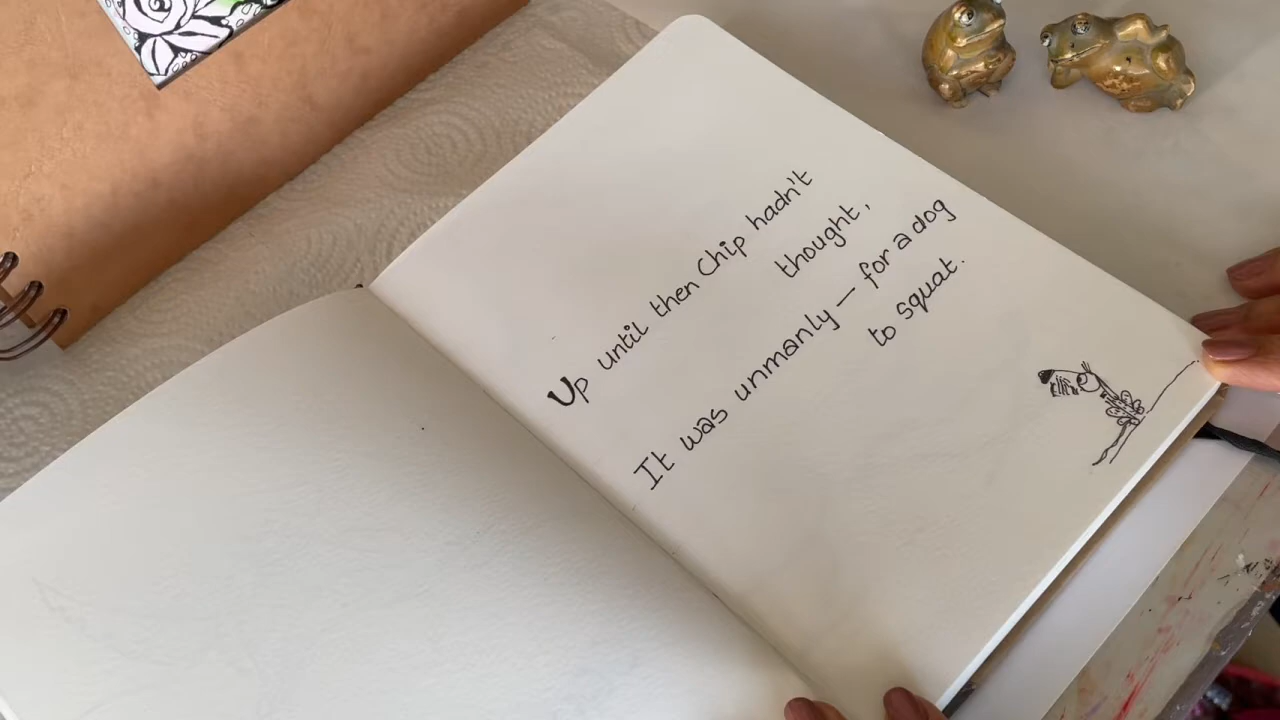 Up until then Chip hadn't
thought,
It was unmanly — for a dog
to squat.